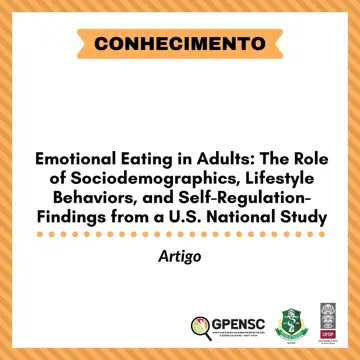 CONHECIMENTO
Emotional Eating in Adults: The Role
of Sociodemographics, Lifestyle
Behaviors, and Self-Regulation-
Findings from a U.S. National Study
Artigo
GPENSC
UFOP